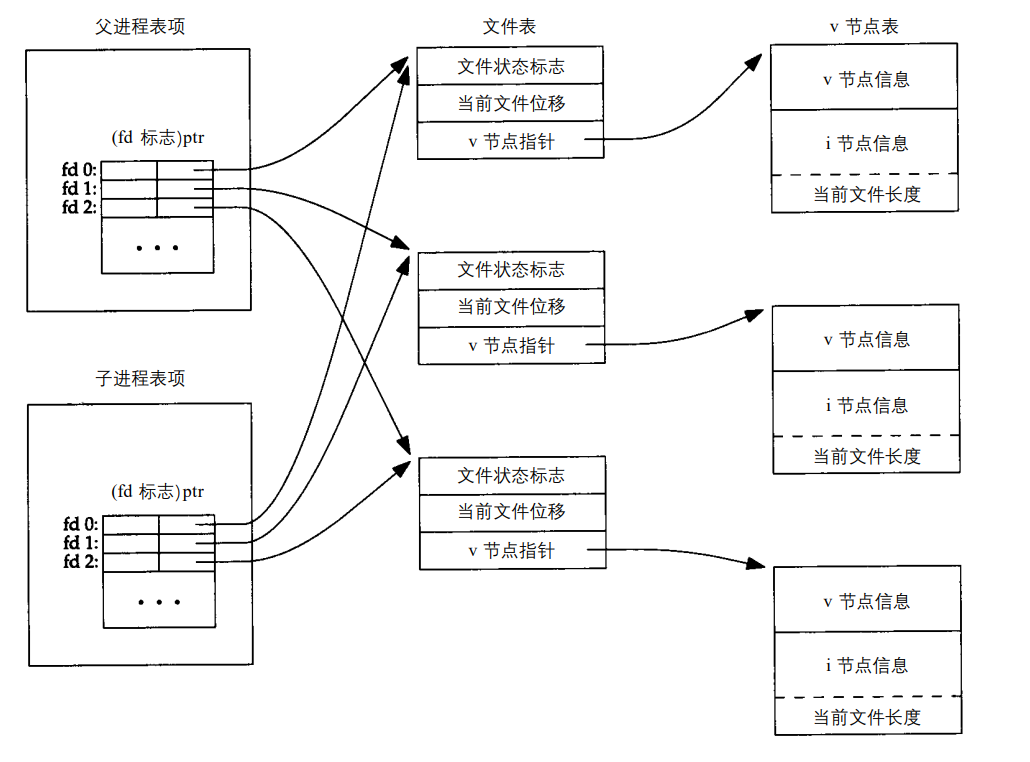 父进程表项
(fd 标志)ptr
fd 0:
fd 1:
fd 2:
子进程表项
(fd 标志)ptr
fd 0:
fd 1:
fd 2:
文件表
文件状态标志
当前文件位移
v 节点指针
文件状态标志
当前文件位移
v 节点指针
文件状态标志
当前文件位移
v 节点指针
v 节点表
v 节点信息
i 节点信息
当前文件长度
v 节点信息
i 节点信息
当前文件长度
v 节点信息
i 节点信息
当前文件长度